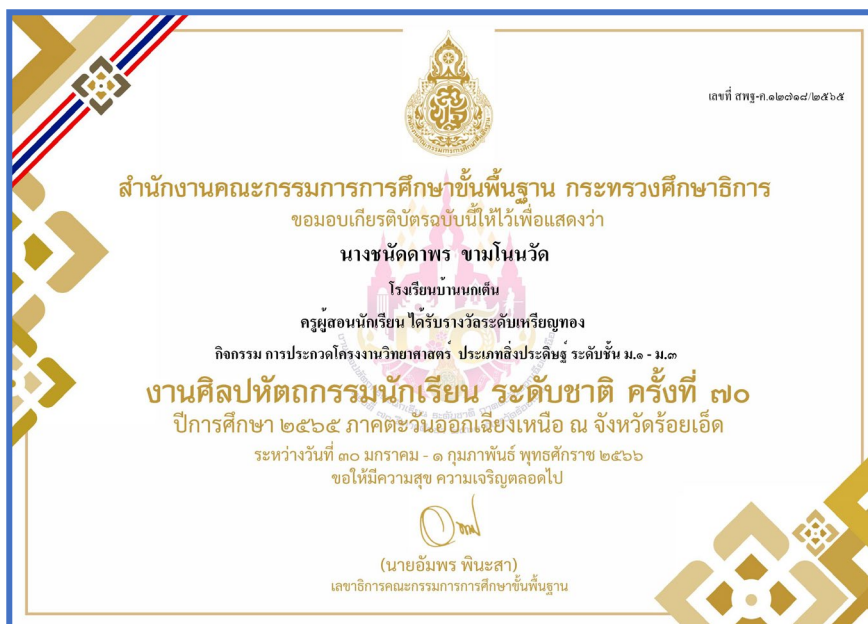 เลขที่ สพฐ-ค.๑๒๗๑๘/๒๕๖๕
สำนักงานคณะกรรมการการศึกษาขั้นพื้นฐาน กระทรวงศึกษาธิการ
ขอมอบเกียรติบัตรฉบับนี้ให้ไว้เพื่อแสดงว่า
นางชนัดดาพร ขามโนนวัด
โรงเรียนบ้านนกเต็น
ครูผู้สอนนักเรียน ได้รับรางวัลระดับเหรียญทอง
กิจกรรม การประกวดโครงงานวิทยาศาสตร์ ประเภทสิ่งประดิษฐ์ ระดับชั้น ม.๑ - ม.๓
งานศิลปหัตถกรรมนักเรียน ระดับชาติ ครั้งที่ ๗๐
ปีการศึกษา ๒๕๖๕ ภาคตะวันออกเฉียงเหนือ ณ จังหวัดร้อยเอ็ด
ระหว่างวันที่ ๓๐ มกราคม - ๑ กุมภาพันธ์ พุทธศักราช ๒๕๖๖
ขอให้มีความสุข ความเจริญตลอดไป
(นายอัมพร พินะสา)
เลขาธิการคณะกรรมการการศึกษาขั้นพื้นฐาน